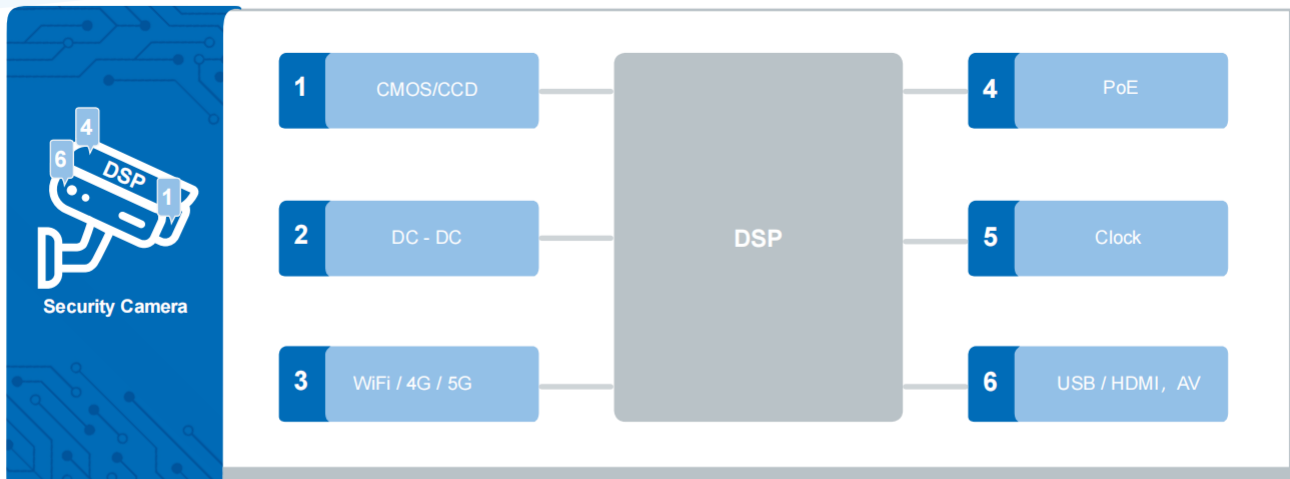 4
6
DSP
1
Security Camera
1 CMOS/CCD
2 DC - DC
3 WiFi / 4G / 5G
DSP
4 PoE
5 Clock
6 USB / HDMI，AV